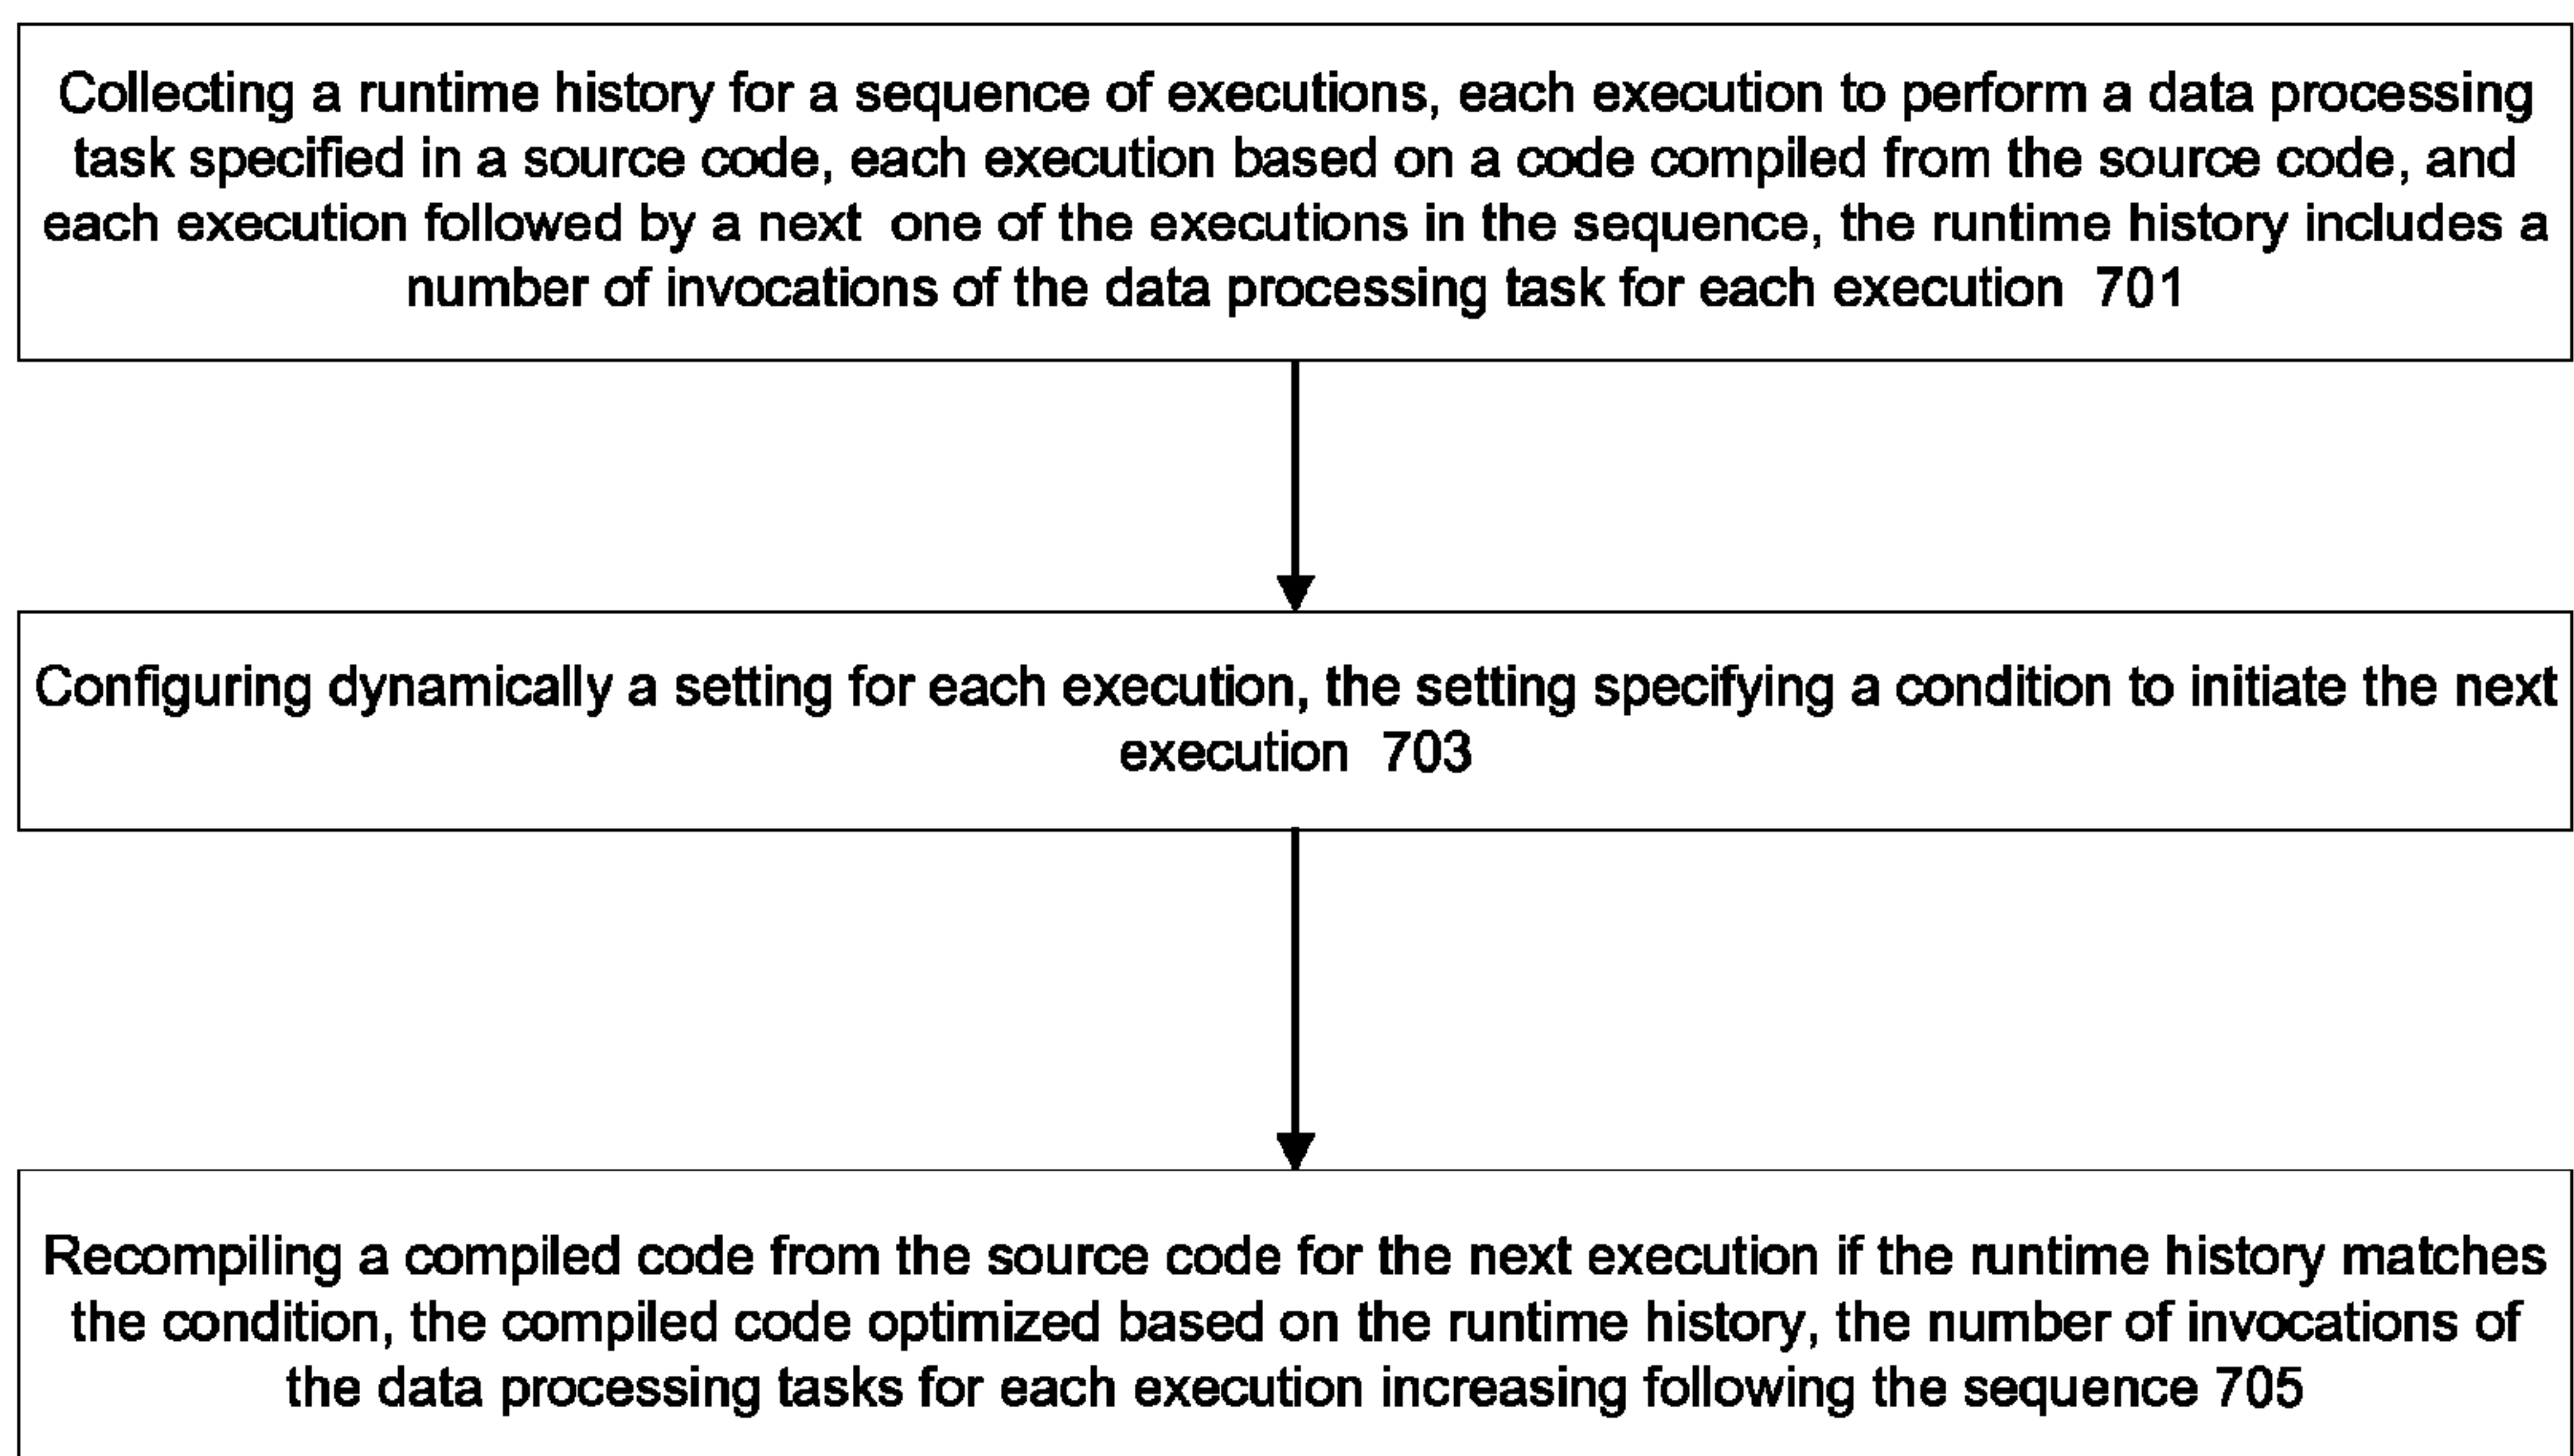 Collecting a runtime history for a sequence of executions, each execution to perform a data processing
task specified in a source code, each execution based on a code compiled from the source code, and
each execution followed by a next one of the executions in the sequence, the runtime history includes a
number of invocations of the data processing task for each execution 701
Configuring dynamically a setting for each execution, the setting specifying a condition to initiate the next
execution 703
Recompiling a compiled code from the source code for the next execution if the runtime history matches
the condition, the compiled code optimized based on the runtime history, the number of invocations of
the data processing tasks for each execution increasing following the sequence 705